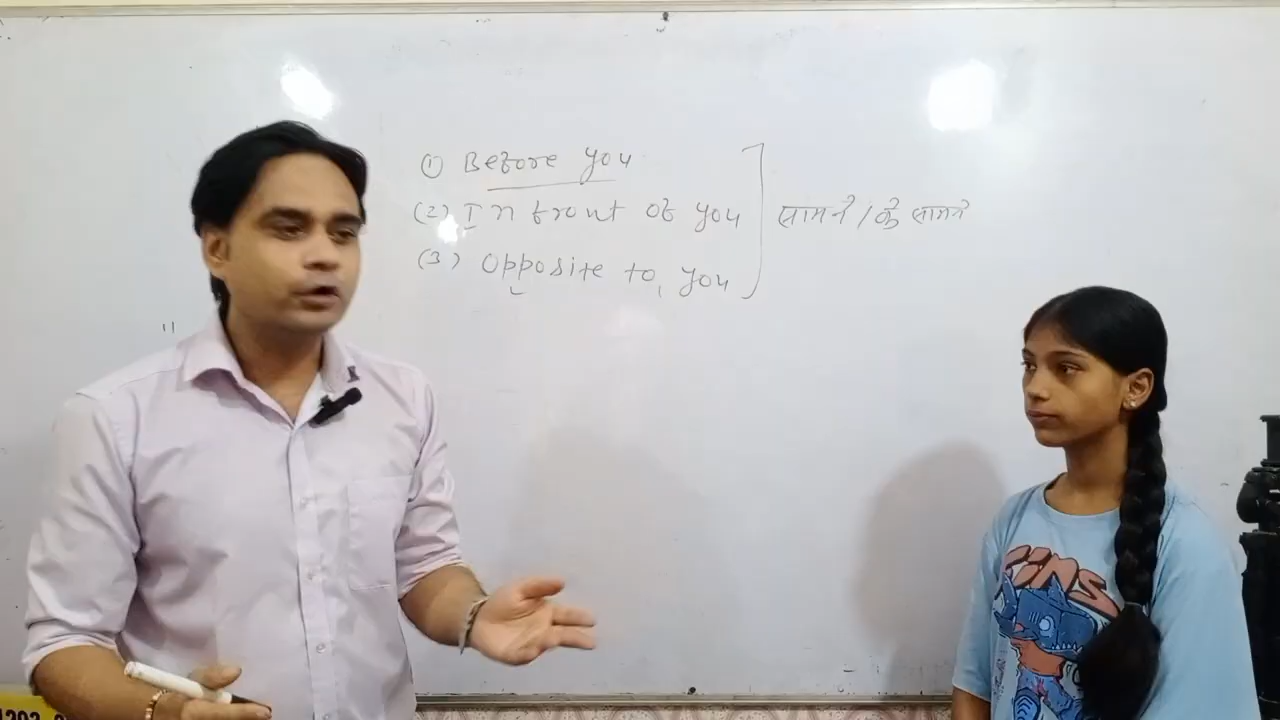 ① Before you
(2) In front of you
(3) Opposite to you
सामने / के सामने